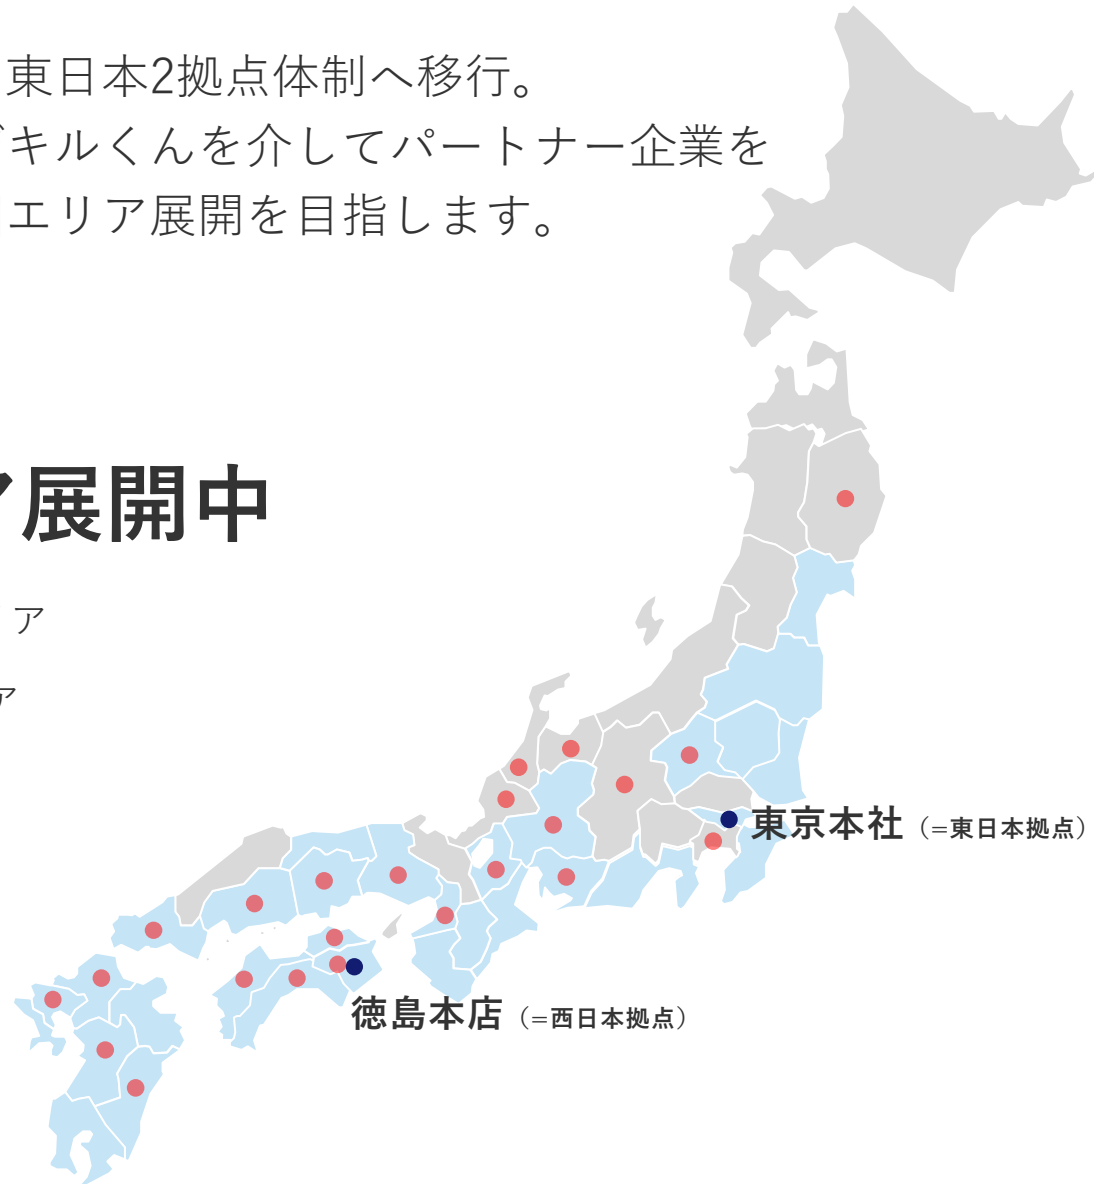 東日本2拠点体制へ移行。
キルくんを介してパートナー企業を
エリア展開を目指します。
展開中
ア
ア
東京本社（=東日本拠点）
徳島本店（=西日本拠点）